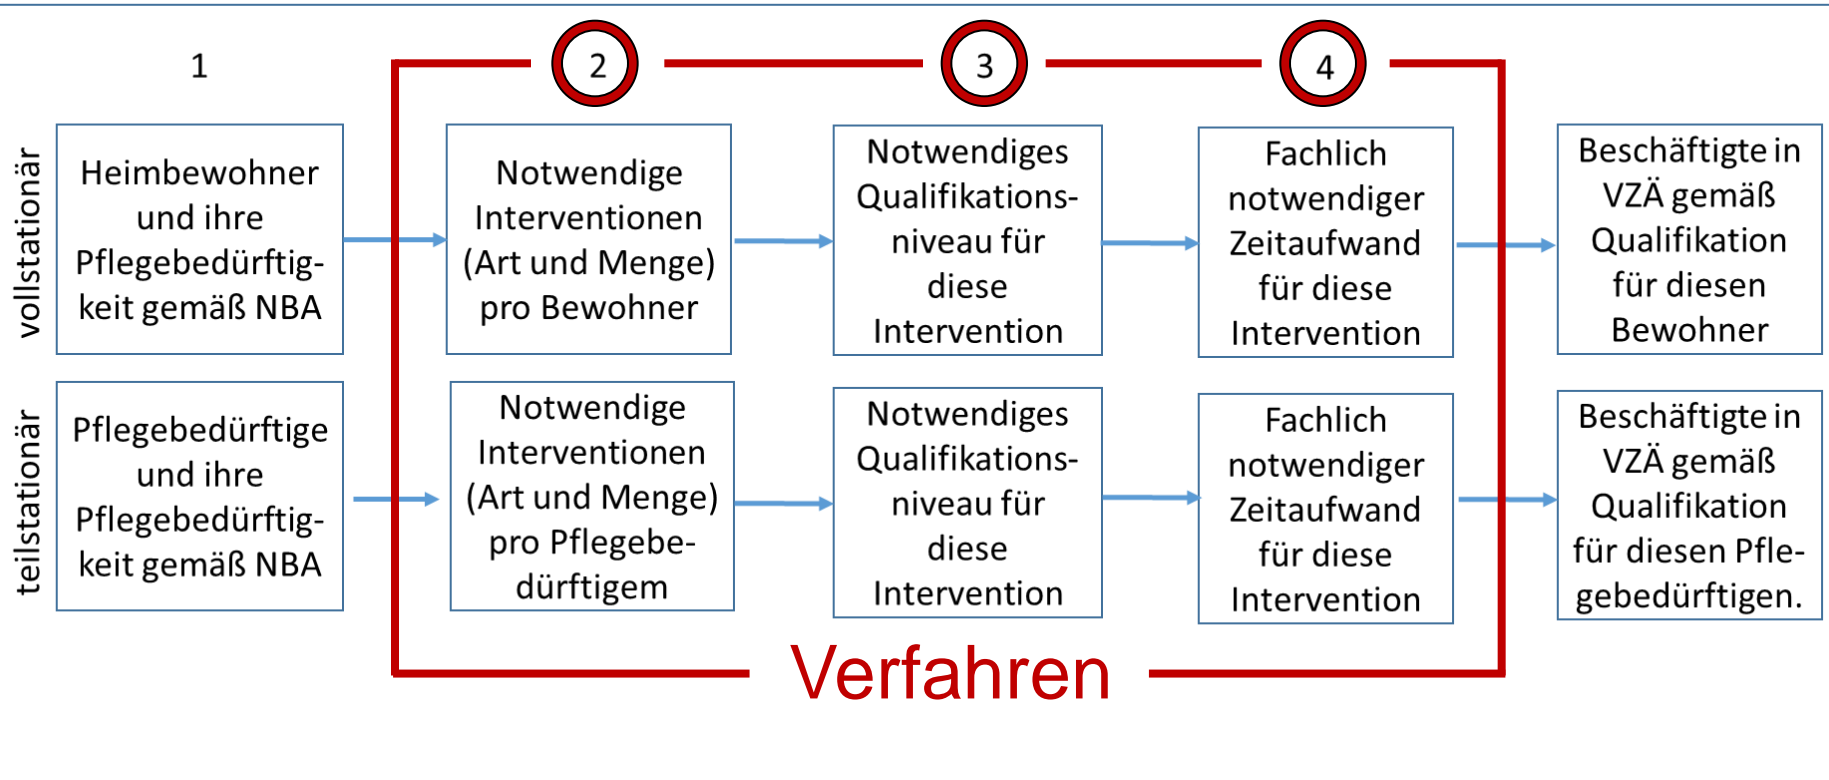 1
2
3
4
vollstationär
Heimbewohner
und ihre
Pflegebedürftig-
keit gemäß NBA
Notwendige
Interventionen
(Art und Menge)
pro Bewohner
Notwendiges
Qualifikations-
niveau für
diese
Intervention
Fachlich
notwendiger
Zeitaufwand
für diese
Intervention
Beschäftigte in
VZÄ gemäß
Qualifikation
für diesen
Bewohner
teilstationär
Pflegebedürftige
und ihre
Pflegebedürftig-
keit gemäß NBA
Notwendige
Interventionen
(Art und Menge)
pro Pflegebe-
dürftigem
Notwendiges
Qualifikations-
niveau für
diese
Intervention
Fachlich
notwendiger
Zeitaufwand
für diese
Intervention
Beschäftigte in
VZÄ gemäß
Qualifikation
für diesen Pfle-
gebedürftigen.
Verfahren